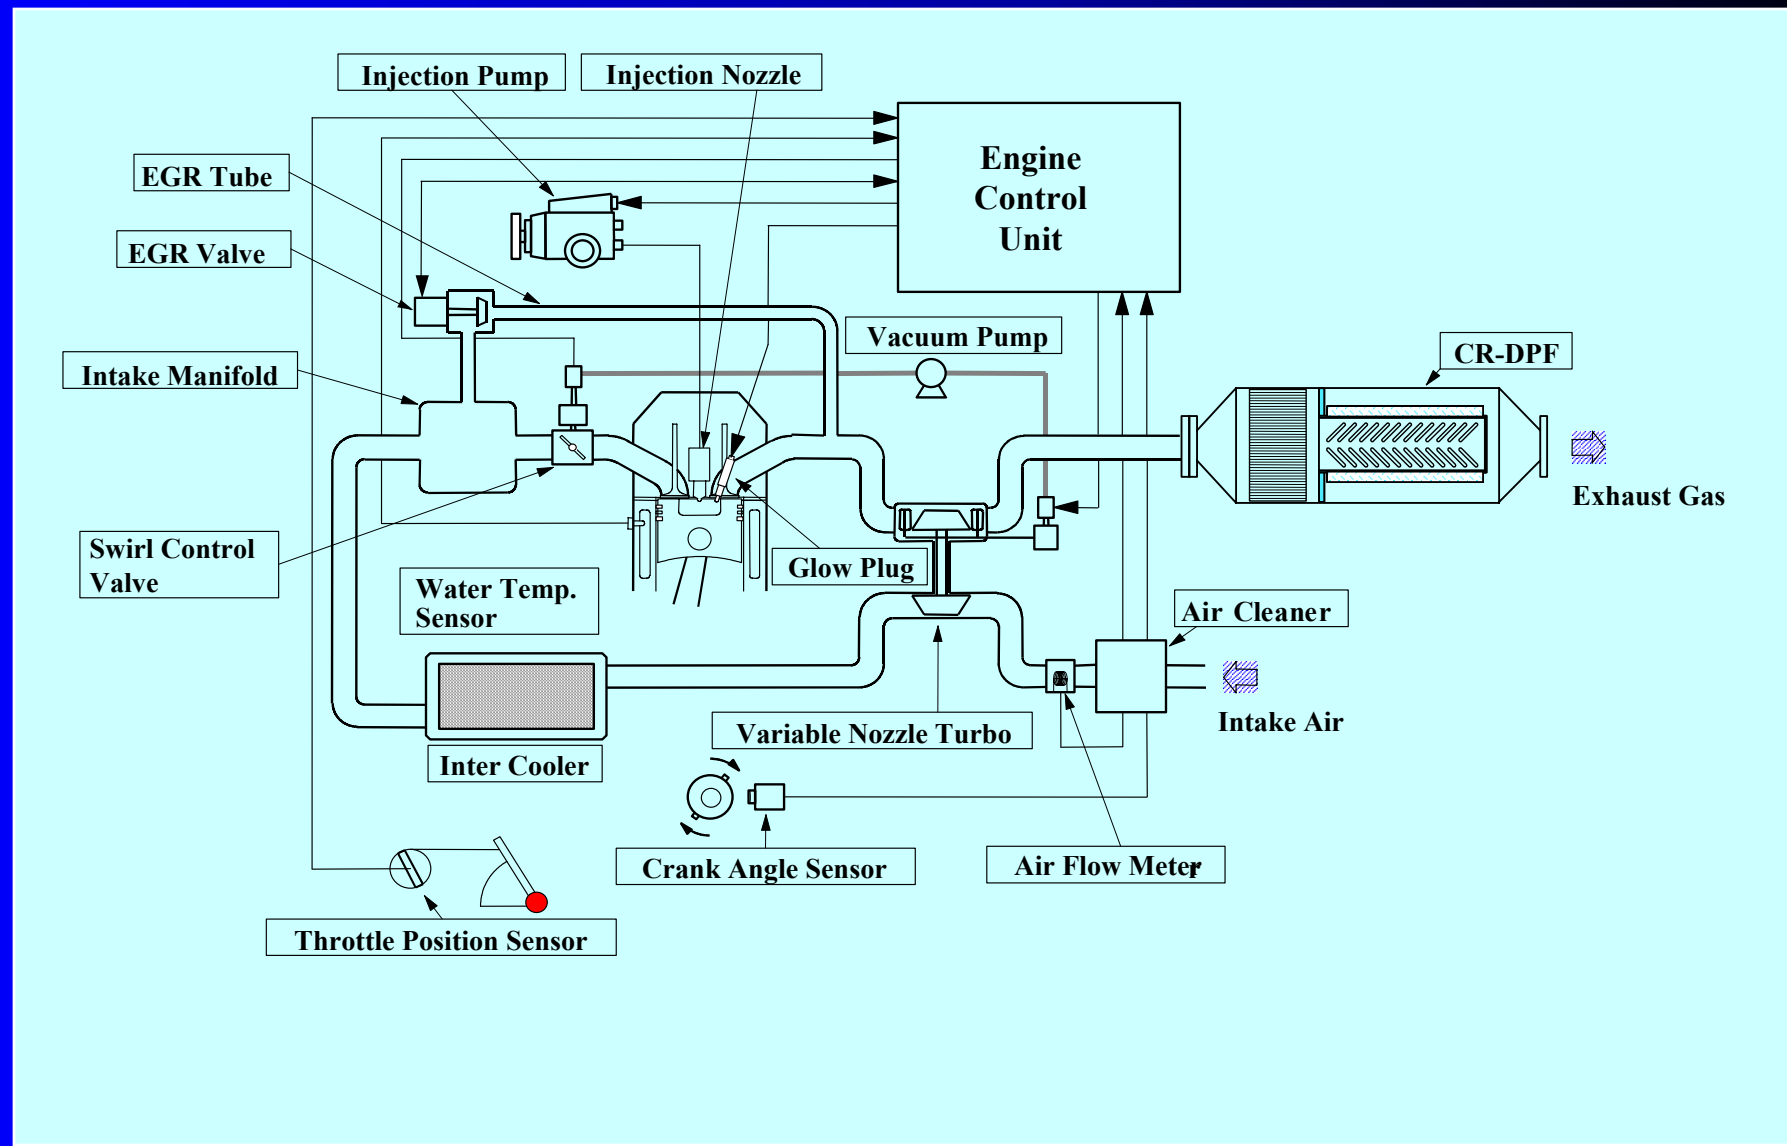 Injection Pump
Injection Nozzle
Engine
Control
Unit
EGR Tube
EGR Valve
Vacuum Pump
CR-DPF
Intake Manifold
Exhaust Gas
Swirl Control
Valve
Glow Plug
Water Temp.
Sensor
Air Cleaner
Intake Air
Variable Nozzle Turbo
Inter Cooler
Crank Angle Sensor
Air Flow Meter
Throttle Position Sensor